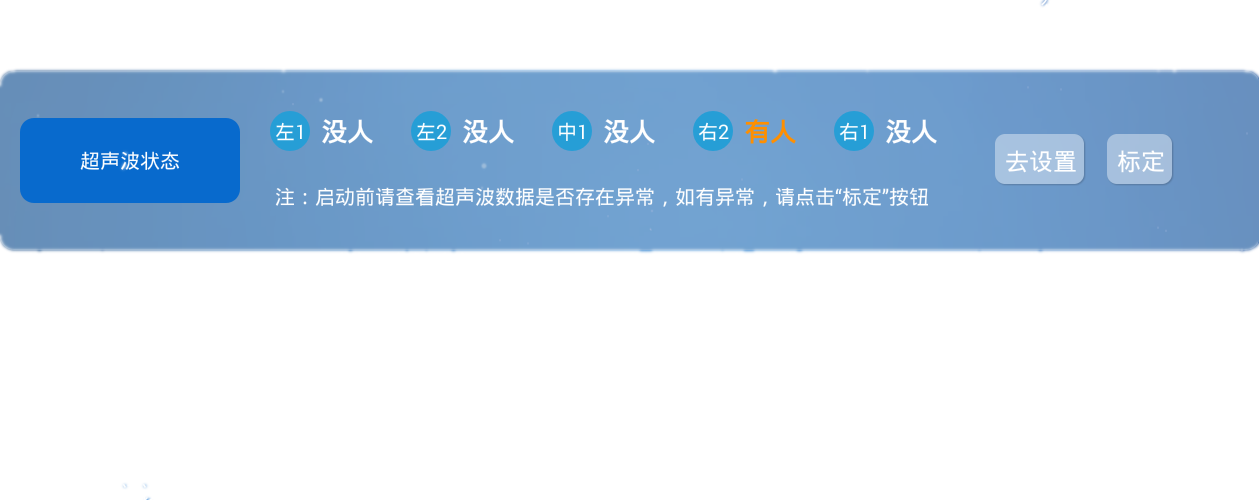 超声波状态
左1 没人 左2 没人 中1 没人 右2 有人 右1 没人
注：启动前请查看超声波数据是否存在异常，如有异常，请点击“标定”按钮
去设置 标定